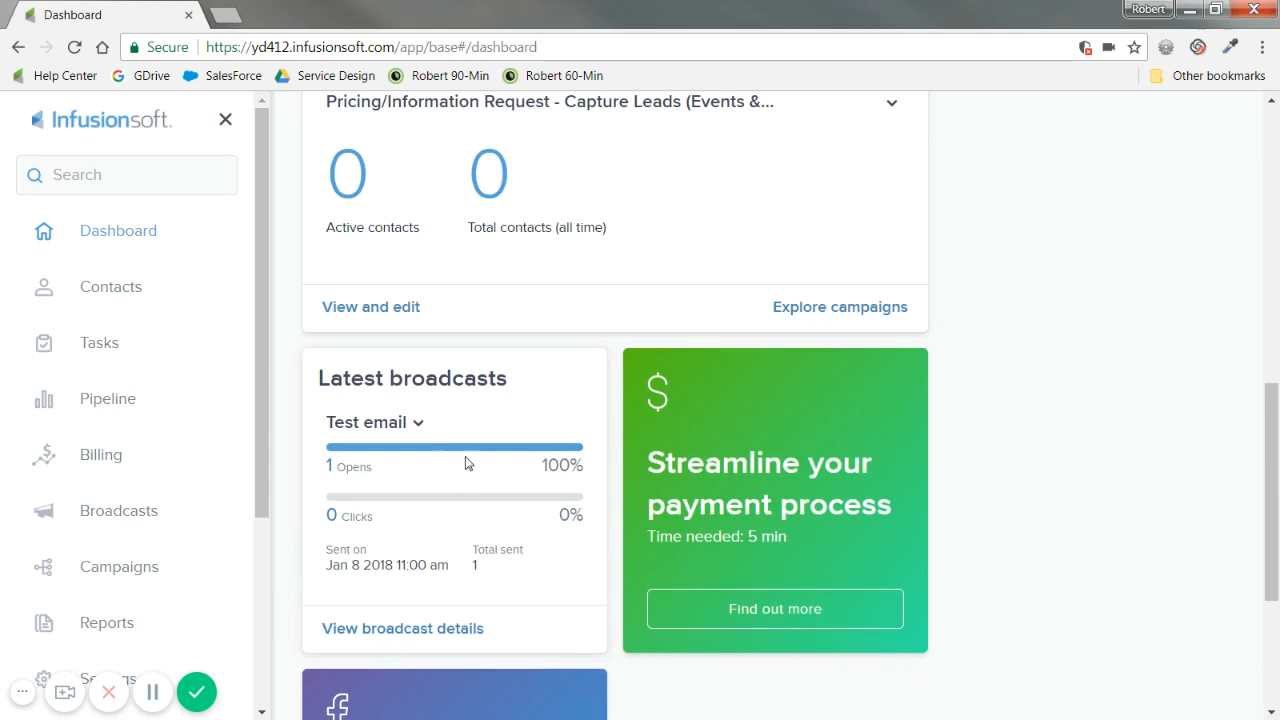 Dashboard
Robert
Secure
https://yd412.infusionsoft.com/app/base#/dashboard
Help Center
GDrive
SalesForce
Service Design
Robert 90-Min
Robert 60-Min
Other bookmarks
Infusionsoft.
Search
Dashboard
Contacts
Tasks
Pipeline
Billing
Broadcasts
Campaigns
Reports
Settings
Pricing/Information Request - Capture Leads (Events &...
0 0
Active contacts Total contacts (all time)
View and edit Explore campaigns
Latest broadcasts
Test email
1 Opens 100%
0 Clicks 0%
Sent on Total sent
Jan 8 2018 11:00 am 1
View broadcast details
$
Streamline your
payment process
Time needed: 5 min
Find out more